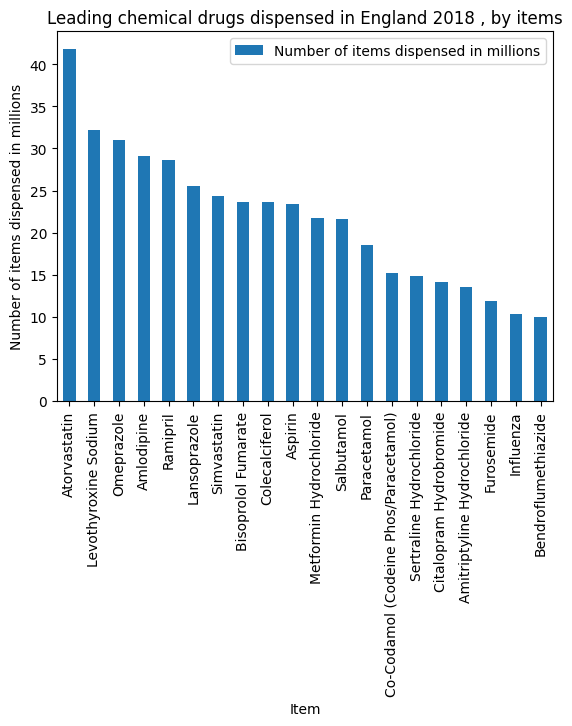 Leading chemical drugs dispensed in England 2018 , by items
Number of items dispensed in millions
Number of items dispensed in millions
40
35
30
25
20
15
10
5
0
Atorvastatin
Levothyroxine Sodium
Omeprazole
Amlodipine
Ramipril
Lansoprazole
Simvastatin
Bisoprolol Fumarate
Colecalciferol
Aspirin
Metformin Hydrochloride
Salbutamol
Paracetamol
Co-Codamol (Codeine Phos/Paracetamol)
Sertraline Hydrochloride
Citalopram Hydrobromide
Amitriptyline Hydrochloride
Furosemide
Influenza
Bendroflumethiazide
Item